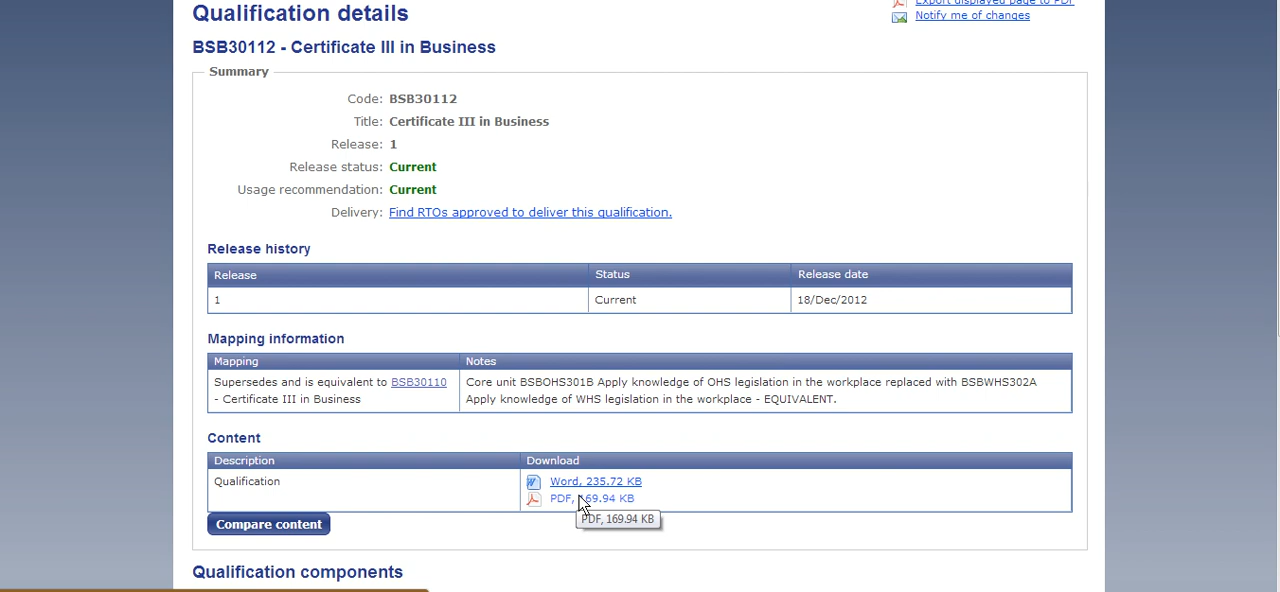 Qualification details
Export displayed page to PDF
Notify me of changes
BSB30112 - Certificate III in Business
Summary
Code: BSB30112
Title: Certificate III in Business
Release: 1
Release status: Current
Usage recommendation: Current
Delivery: Find RTOs approved to deliver this qualification.
Release history
Release Status Release date
1 Current 18/Dec/2012
Mapping information
Mapping Notes
Supersedes and is equivalent to BSB30110 Core unit BSBOHS301B Apply knowledge of OHS legislation in the workplace replaced with BSBWHS302A
- Certificate III in Business Apply knowledge of WHS legislation in the workplace - EQUIVALENT.
Content
Description Download
Qualification Word, 235.72 KB
PDF, 169.94 KB
PDF, 169.94 KB
Compare content
Qualification components